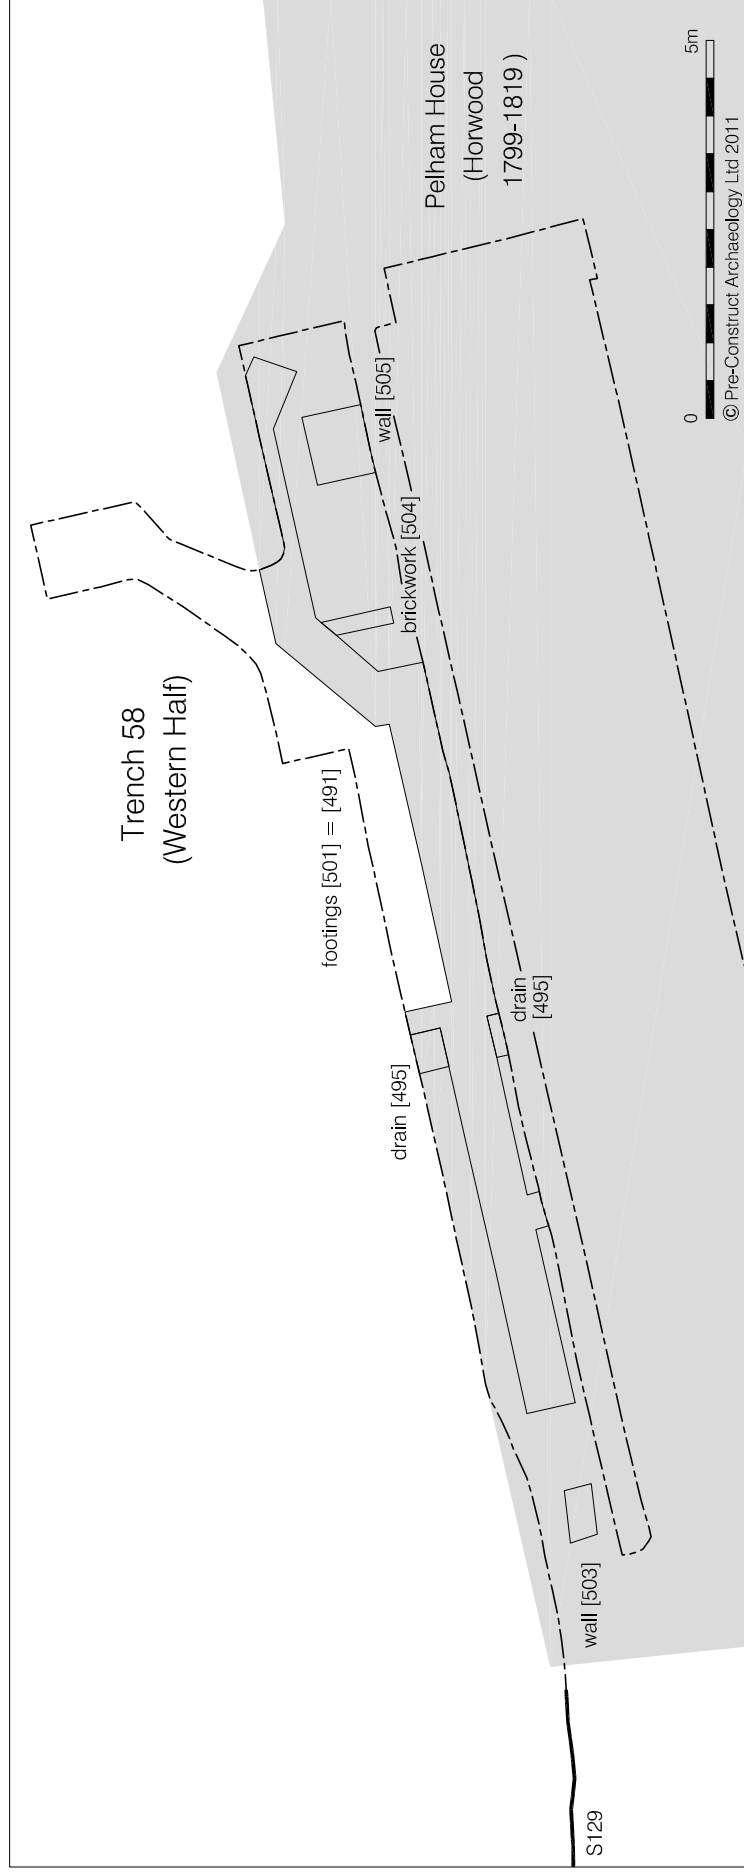 Trench 58
(Western Half)
footings [501] = [491]
drain [495]
wall [505]
brickwork [504]
drain
[495]
wall [503]
S129
Pelham House
(Horwood
1799-1819 )
0
5m
© Pre-Construct Archaeology Ltd 2011